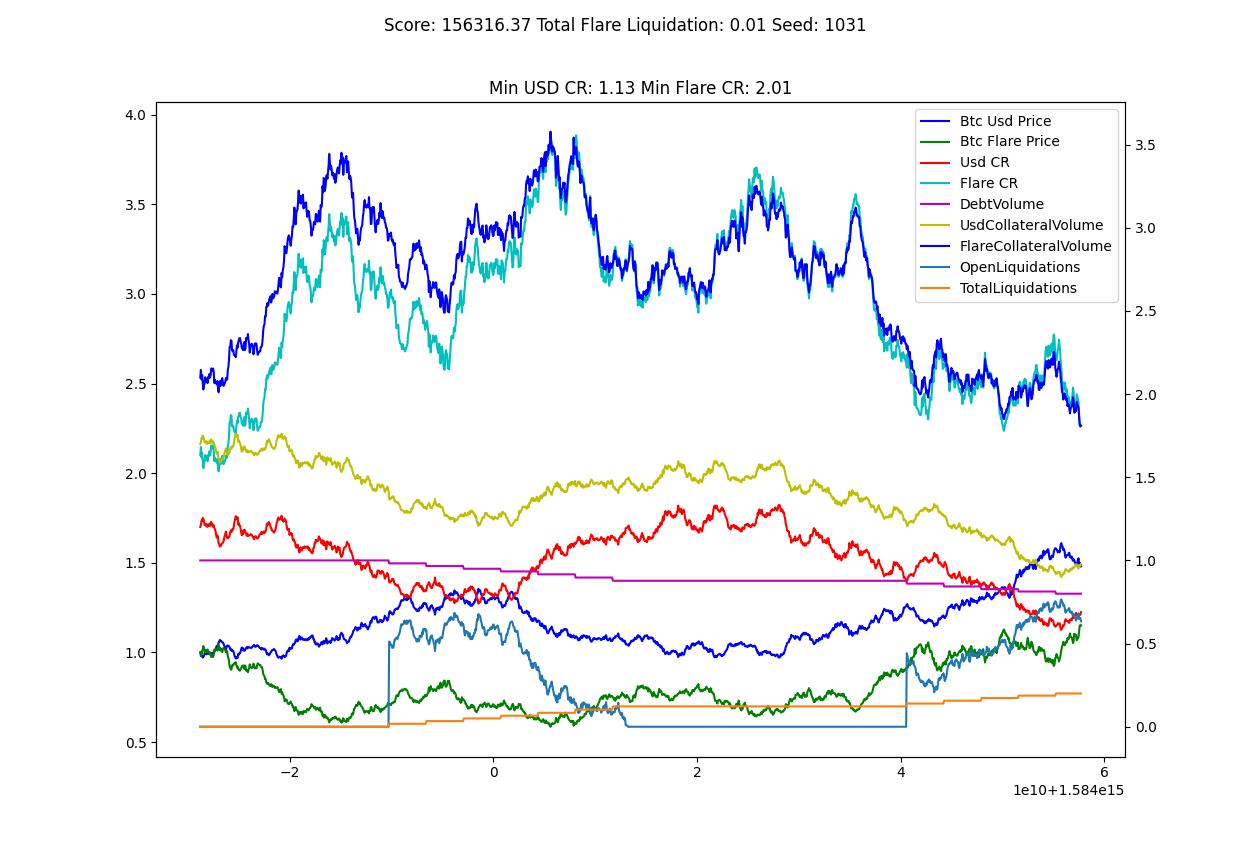 Score: 156316.37 Total Flare Liquidation: 0.01 Seed: 1031
Min USD CR: 1.13 Min Flare CR: 2.01
Btc Usd Price
Btc Flare Price
Usd CR
Flare CR
DebtVolume
UsdCollateralVolume
FlareCollateralVolume
OpenLiquidations
TotalLiquidations
4.0
3.5
3.0
2.5
2.0
1.5
1.0
0.5
3.5
3.0
2.5
2.0
1.5
1.0
0.5
0.0
−2
0
2
4
6
1e10+1.584e15